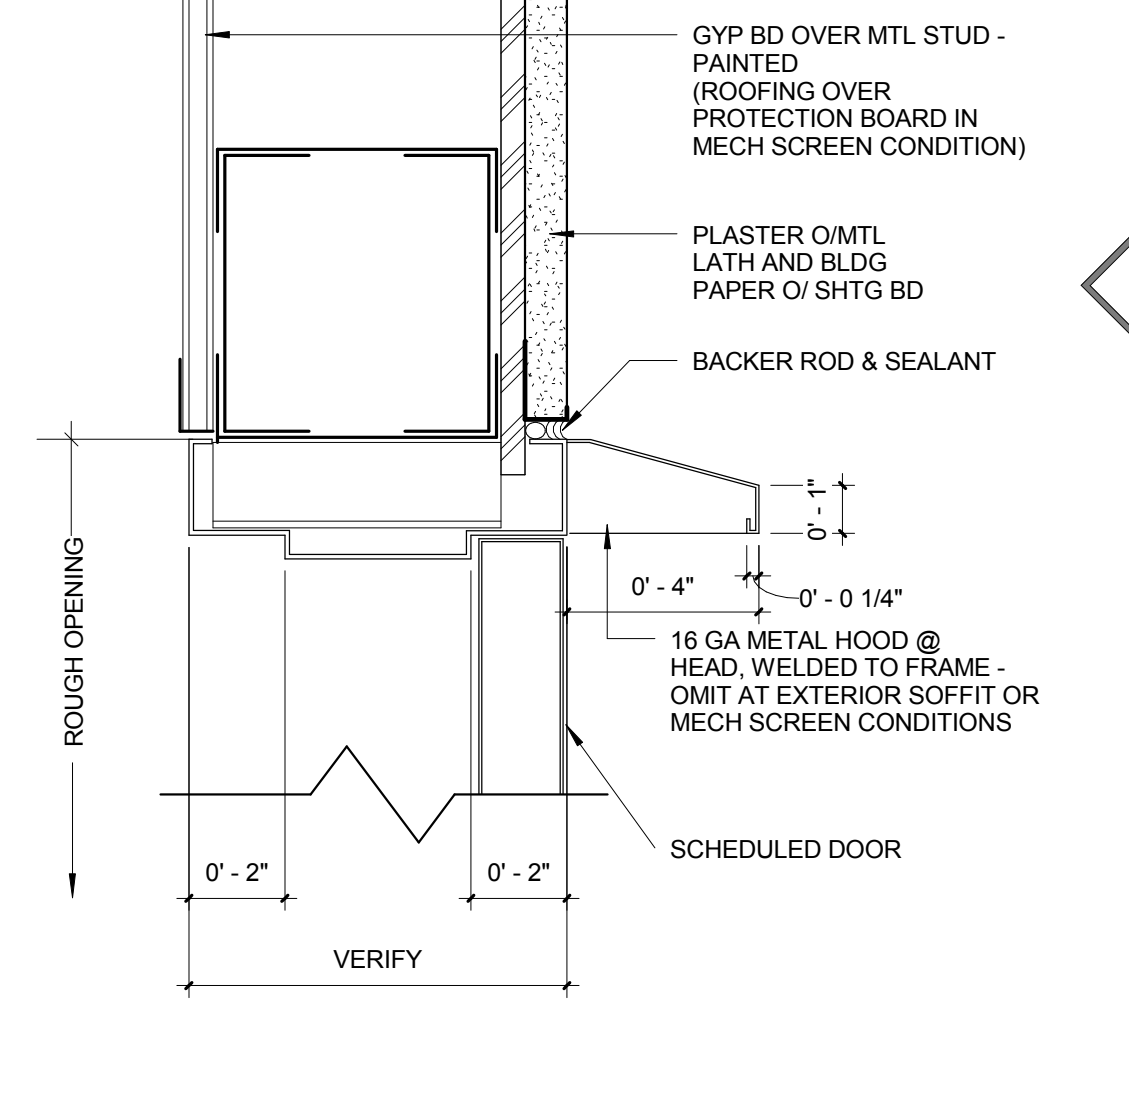 GYP BD OVER MTL STUD -
PAINTED
(ROOFING OVER
PROTECTION BOARD IN
MECH SCREEN CONDITION)
PLASTER O/MTL
LATH AND BLDG
PAPER O/ SHTG BD
BACKER ROD & SEALANT
0' - 1"
0' - 4"
0' - 0 1/4"
16 GA METAL HOOD @
HEAD, WELDED TO FRAME -
OMIT AT EXTERIOR SOFFIT OR
MECH SCREEN CONDITIONS
ROUGH OPENING
SCHEDULED DOOR
0' - 2"
0' - 2"
VERIFY